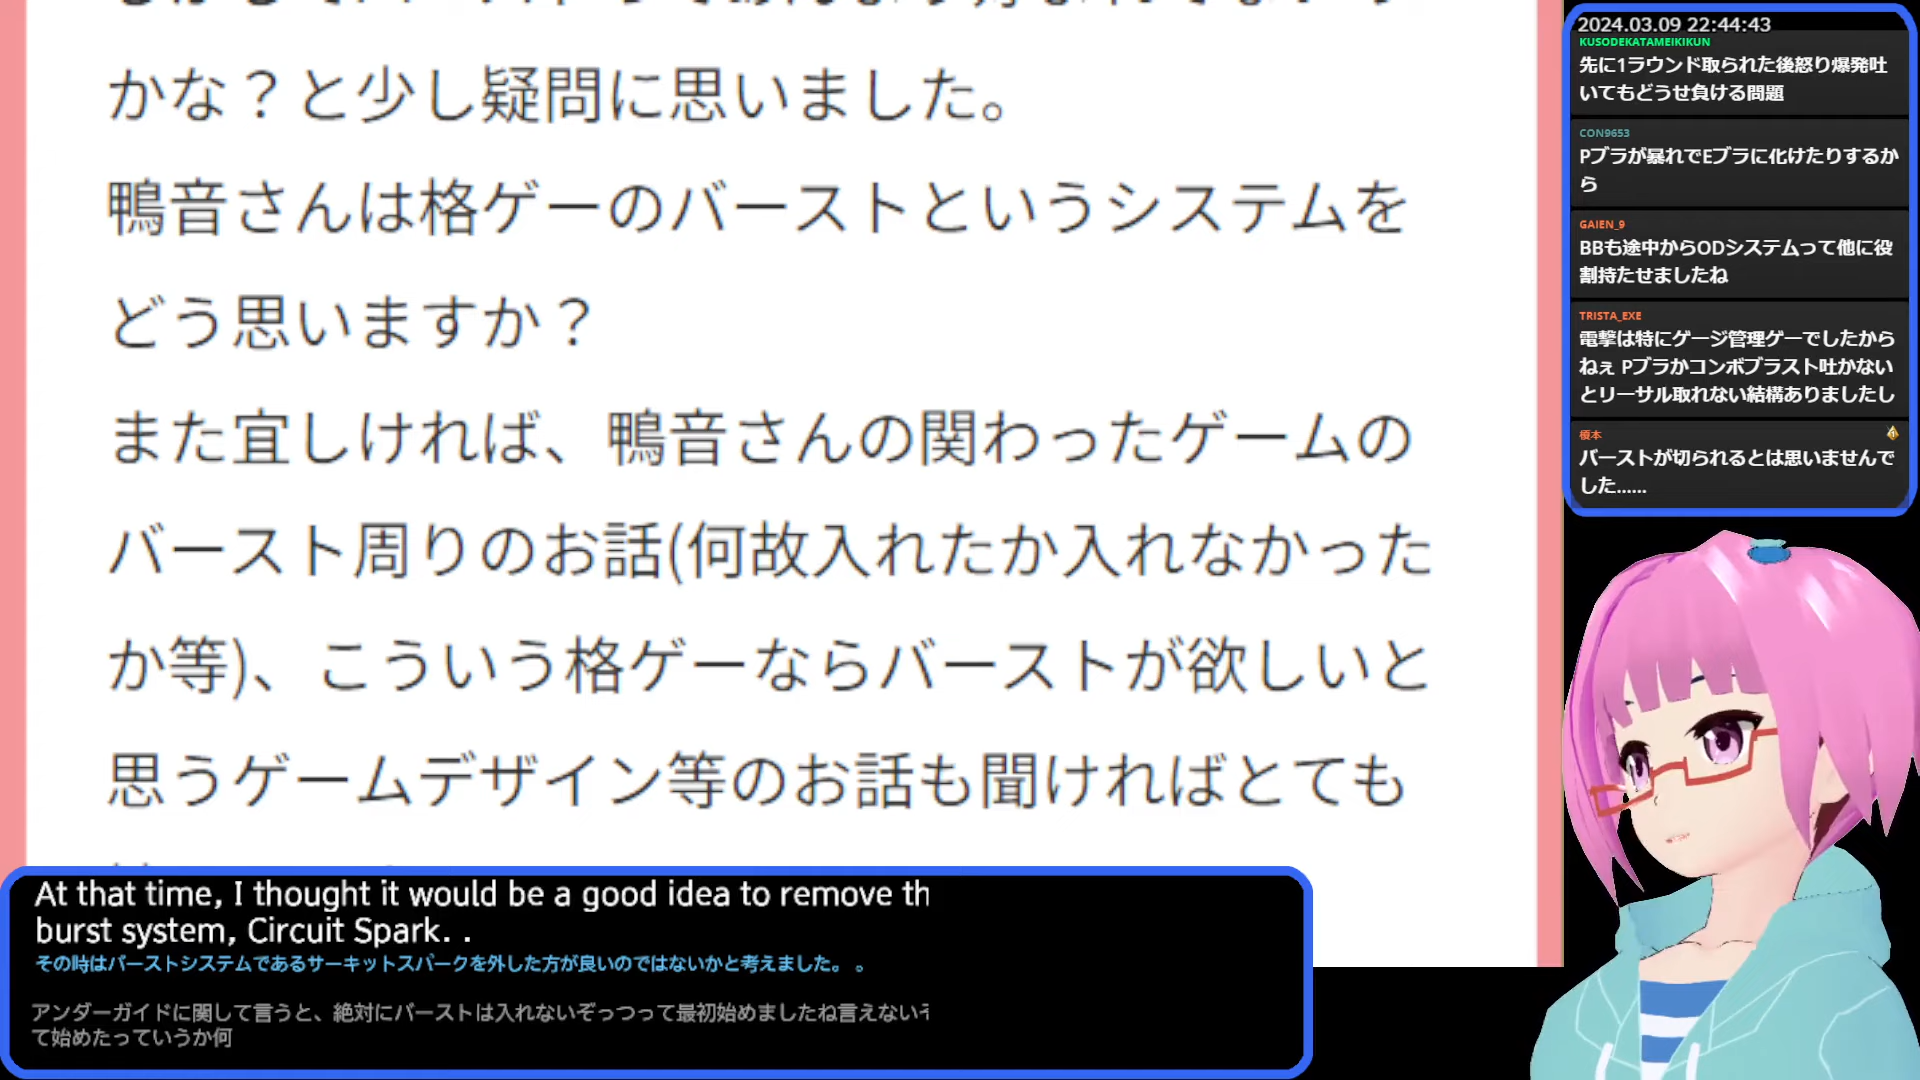 かな？と少し疑問に思いました。
鴨音さんは格ゲーのバーストというシステムを
どう思いますか？
また宜しければ、鴨音さんの関わったゲームの
バースト周りのお話(何故入れたか入れなかった
か等)、こういう格ゲーならバーストが欲しいと
思うゲームデザイン等のお話も聞ければとても
At that time, I thought it would be a good idea to remove th
burst system, Circuit Spark. .
その時はバーストシステムであるサーキットスパークを外した方が良いのではないかと考えました。 。
アンダーガイドに関して言うと、絶対にバーストは入れないぞっつって最初始めましたね言えない
て始めたっていうか何
2024.03.09 22:44:43
KUSODEKATAMEIKIKUN
先に1ラウンド取られた後怒り爆発吐
いてもどうせ負ける問題
CON9653
Pブラが暴れでEブラに化けたりするか
ら
GAIEN_9
BBも途中からODシステムって他に役
割持たせましたね
TRISTA_EXE
電撃は特にゲージ管理ゲーでしたから
ねぇ Pブラかコンボブラスト吐かない
とリーサル取れない結構ありましたし
榎本
バーストが切られるとは思いませんで
した......